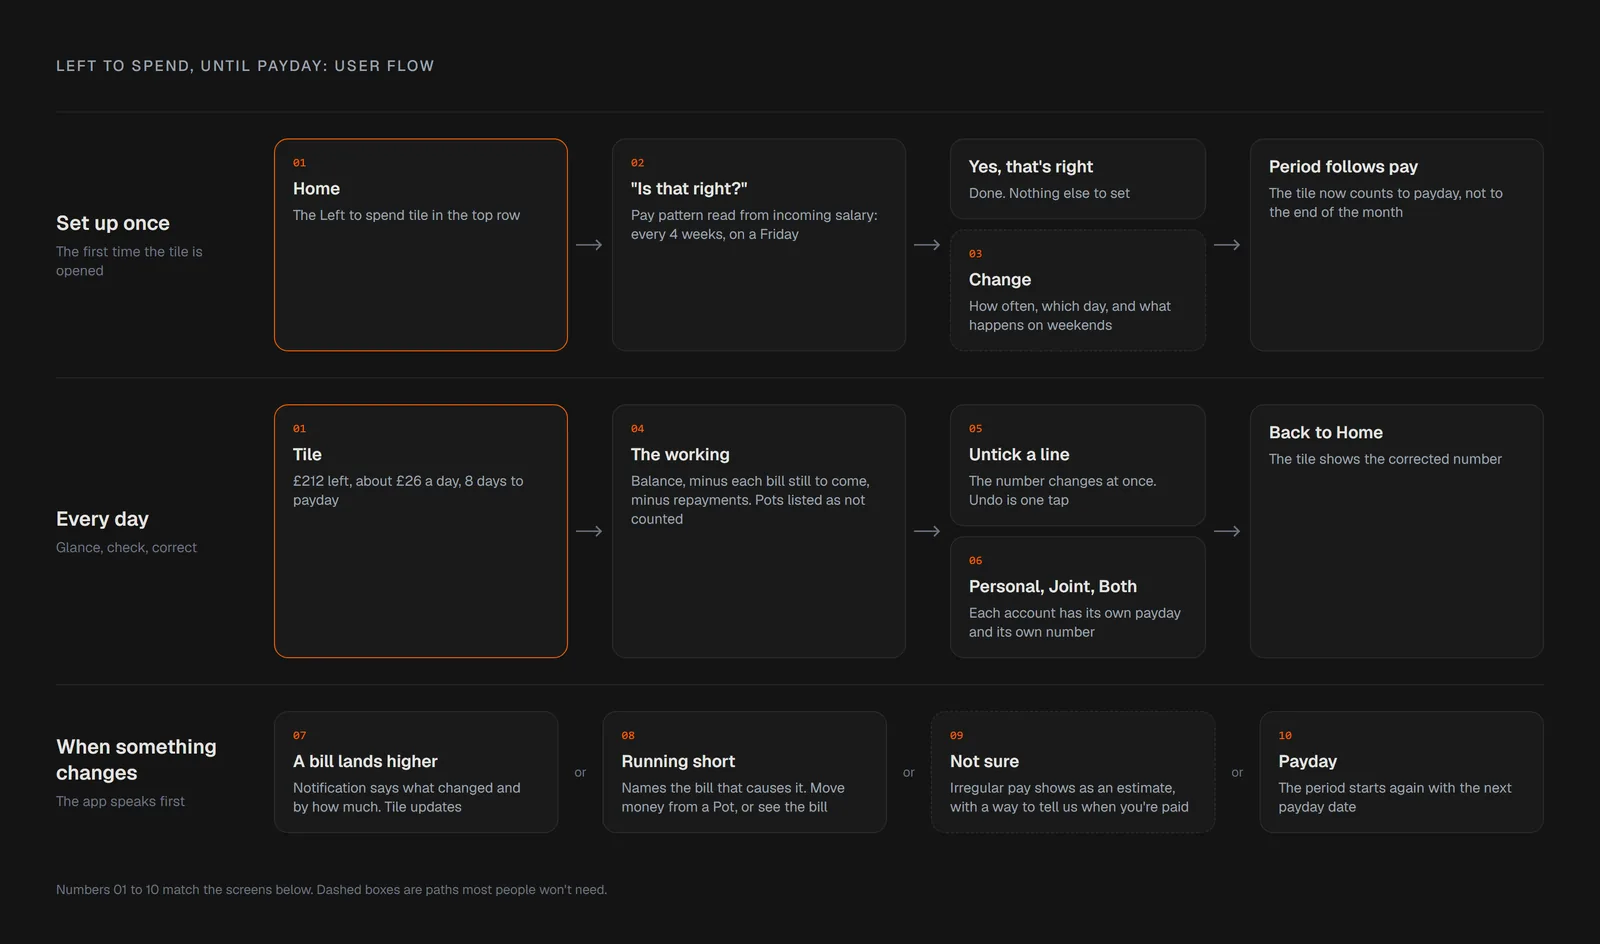 LEFT TO SPEND, UNTIL PAYDAY: USER FLOW
Set up once
The first time the tile is
opened
01
Home
The Left to spend tile in the top row
02
"Is that right?"
Pay pattern read from incoming salary:
every 4 weeks, on a Friday
Yes, that's right
Done. Nothing else to set
03
Change
How often, which day, and what
happens on weekends
Period follows pay
The tile now counts to payday, not to
the end of the month
Every day
Glance, check, correct
01
Tile
£212 left, about £26 a day, 8 days to
payday
04
The working
Balance, minus each bill still to come,
minus repayments. Pots listed as not
counted
05
Untick a line
The number changes at once.
Undo is one tap
06
Personal, Joint, Both
Each account has its own payday
and its own number
Back to Home
The tile shows the corrected number
When something
changes
The app speaks first
07
A bill lands higher
Notification says what changed and
by how much. Tile updates
or
08
Running short
Names the bill that causes it. Move
money from a Pot, or see the bill
or
09
Not sure
Irregular pay shows as an estimate,
with a way to tell us when you're paid
or
10
Payday
The period starts again with the next
payday date
Numbers 01 to 10 match the screens below. Dashed boxes are paths most people won't need.